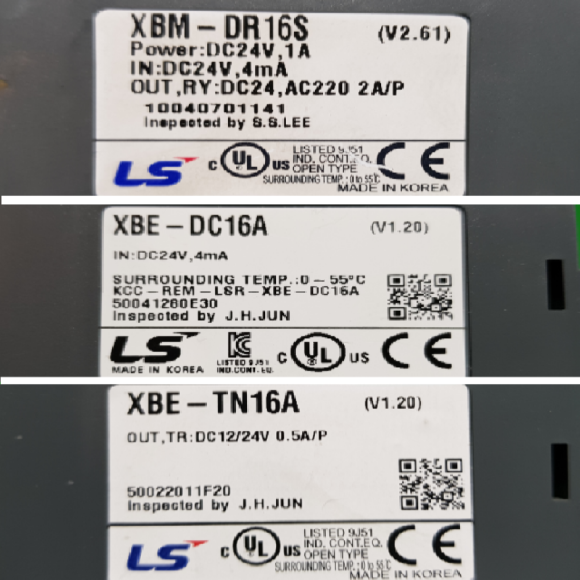 XBM-DR16S (V2.61)
Power:DC24V,1A
IN:DC24V,4mA
OUT,RY:DC24,AC220 2A/P
10040701141
Inspected by S.S.LEE
LS C UL US LISTED 9J51 CE
IND. CONT.EQ.
OPEN TYPE
SURROUNDING TEMP.: 0 to 55°C
MADE IN KOREA
XBE-DC16A (V1.20)
IN:DC24V,4mA
SURROUNDING TEMP.:0-55°C
KCC-REM-LSR-XBE-DC16A
50041260E30
Inspected by J.H.JUN
LS C UL US CE
MADE IN KOREA LISTED 9J51
IND.CONT.EQ.
XBE-TN16A (V1.20)
OUT,TR:DC12/24V 0.5A/P
50022011F20
Inspected by J.H.JUN
LS C UL US LISTED 9J51 CE
IND. CONT.EQ.
OPEN TYPE
SURROUNDING TEMP.: 0 to 55°C
MADE IN KOREA